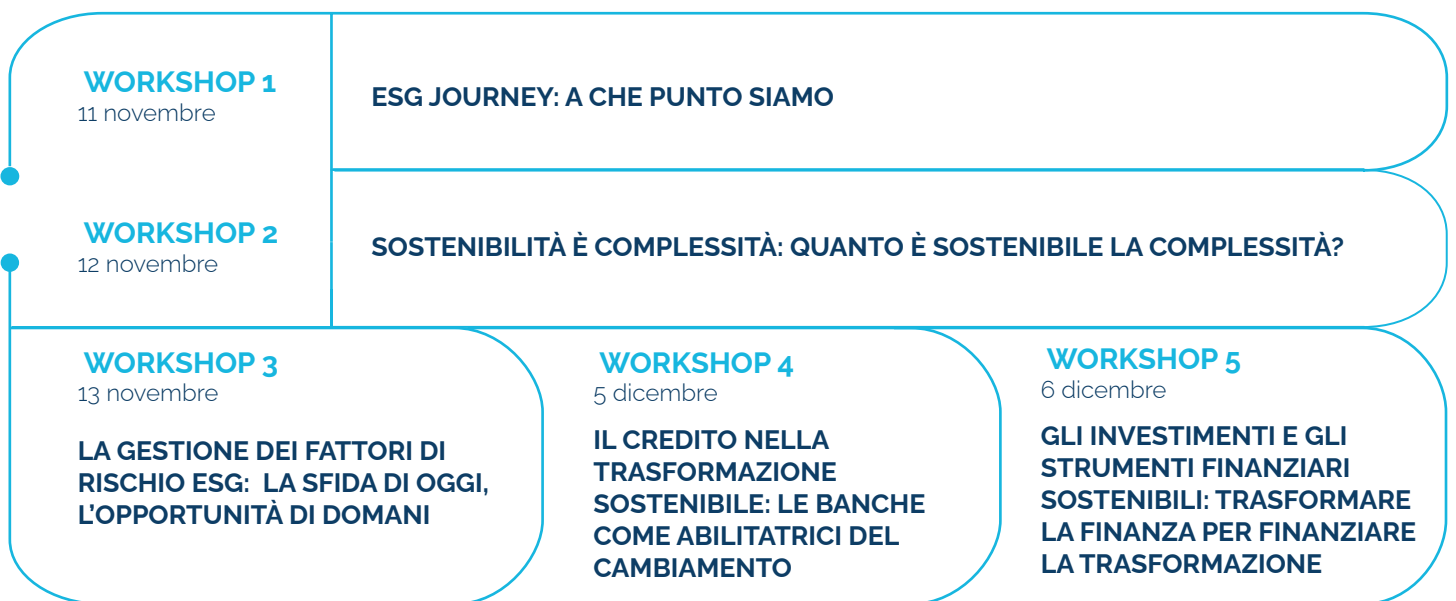 WORKSHOP 1
11 novembre
ESG JOURNEY: A CHE PUNTO SIAMO
WORKSHOP 2
12 novembre
SOSTENIBILITÀ È COMPLESSITÀ: QUANTO È SOSTENIBILE LA COMPLESSITÀ?
WORKSHOP 3
13 novembre
LA GESTIONE DEI FATTORI DI
RISCHIO ESG: LA SFIDA DI OGGI,
L’OPPORTUNITÀ DI DOMANI
WORKSHOP 4
5 dicembre
IL CREDITO NELLA
TRASFORMAZIONE
SOSTENIBILE: LE BANCHE
COME ABILITATRICI DEL
CAMBIAMENTO
WORKSHOP 5
6 dicembre
GLI INVESTIMENTI E GLI
STRUMENTI FINANZIARI
SOSTENIBILI: TRASFORMARE
LA FINANZA PER FINANZIARE
LA TRASFORMAZIONE